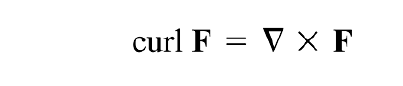 curl F = ∇ × F